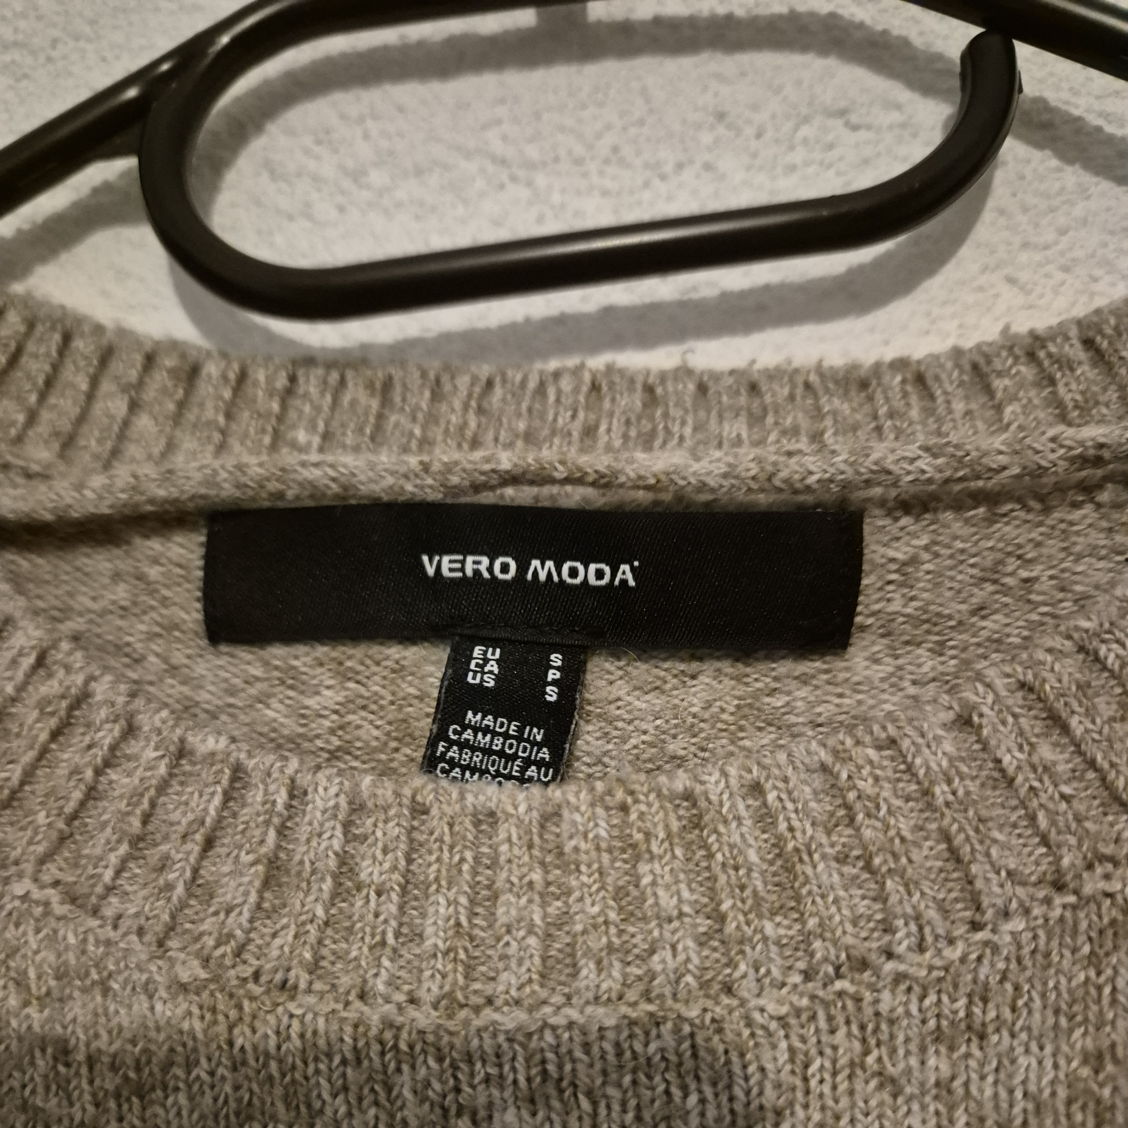 VERO MODA
EU S
CA P
US S
MADE IN
CAMBODIA
FABRIQUÉ AU